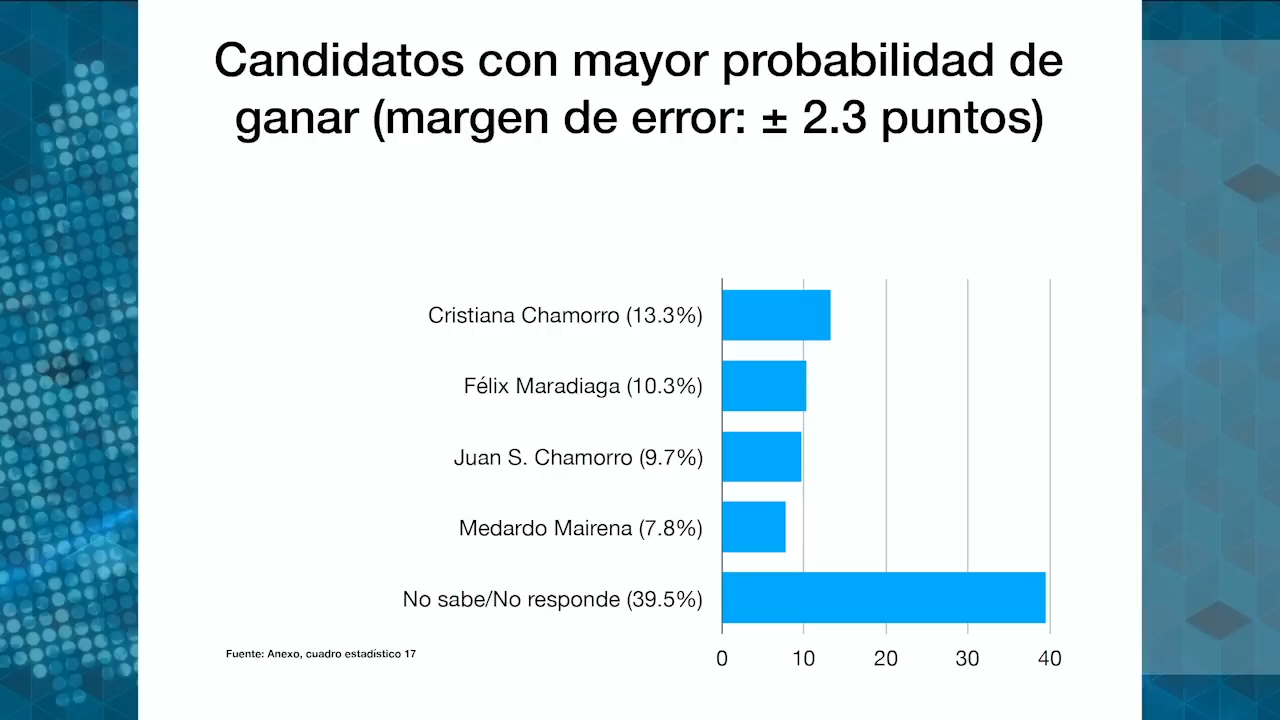 Candidatos con mayor probabilidad de
ganar (margen de error: ± 2.3 puntos)
Cristiana Chamorro (13.3%)
Félix Maradiaga (10.3%)
Juan S. Chamorro (9.7%)
Medardo Mairena (7.8%)
No sabe/No responde (39.5%)
0 10 20 30 40
Fuente: Anexo, cuadro estadístico 17